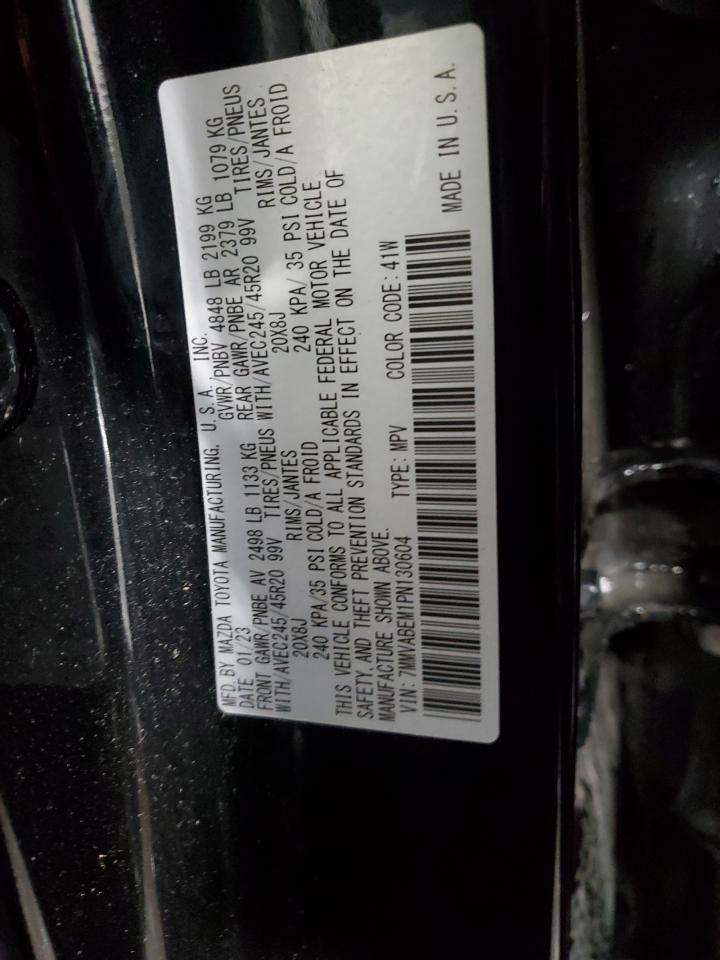 MFD. BY MAZDA TOYOTA MANUFACTURING, U.S.A. INC.
DATE 01/23 GVWR/PNBV 4848 LB 2199 KG
FRONT GAWR/PNBE AV 2498 LB 1133 KG REAR GAWR/PNBE AR 2379 LB 1079 KG
WITH/AVEC245/45R20 99V TIRES/PNEUS WITH/AVEC245/45R20 99V TIRES/PNEUS
20X8J RIMS/JANTES 20X8J RIMS/JANTES
240 KPA/35 PSI COLD/A FROID 240 KPA/ 35 PSI COLD/A FROID
THIS VEHICLE CONFORMS TO ALL APPLICABLE FEDERAL MOTOR VEHICLE
SAFETY, AND THEFT PREVENTION STANDARDS IN EFFECT ON THE DATE OF
MANUFACTURE SHOWN ABOVE.
VIN: 7MMVABEM1PN130604 TYPE: MPV COLOR CODE: 41W
MADE IN U.S.A.